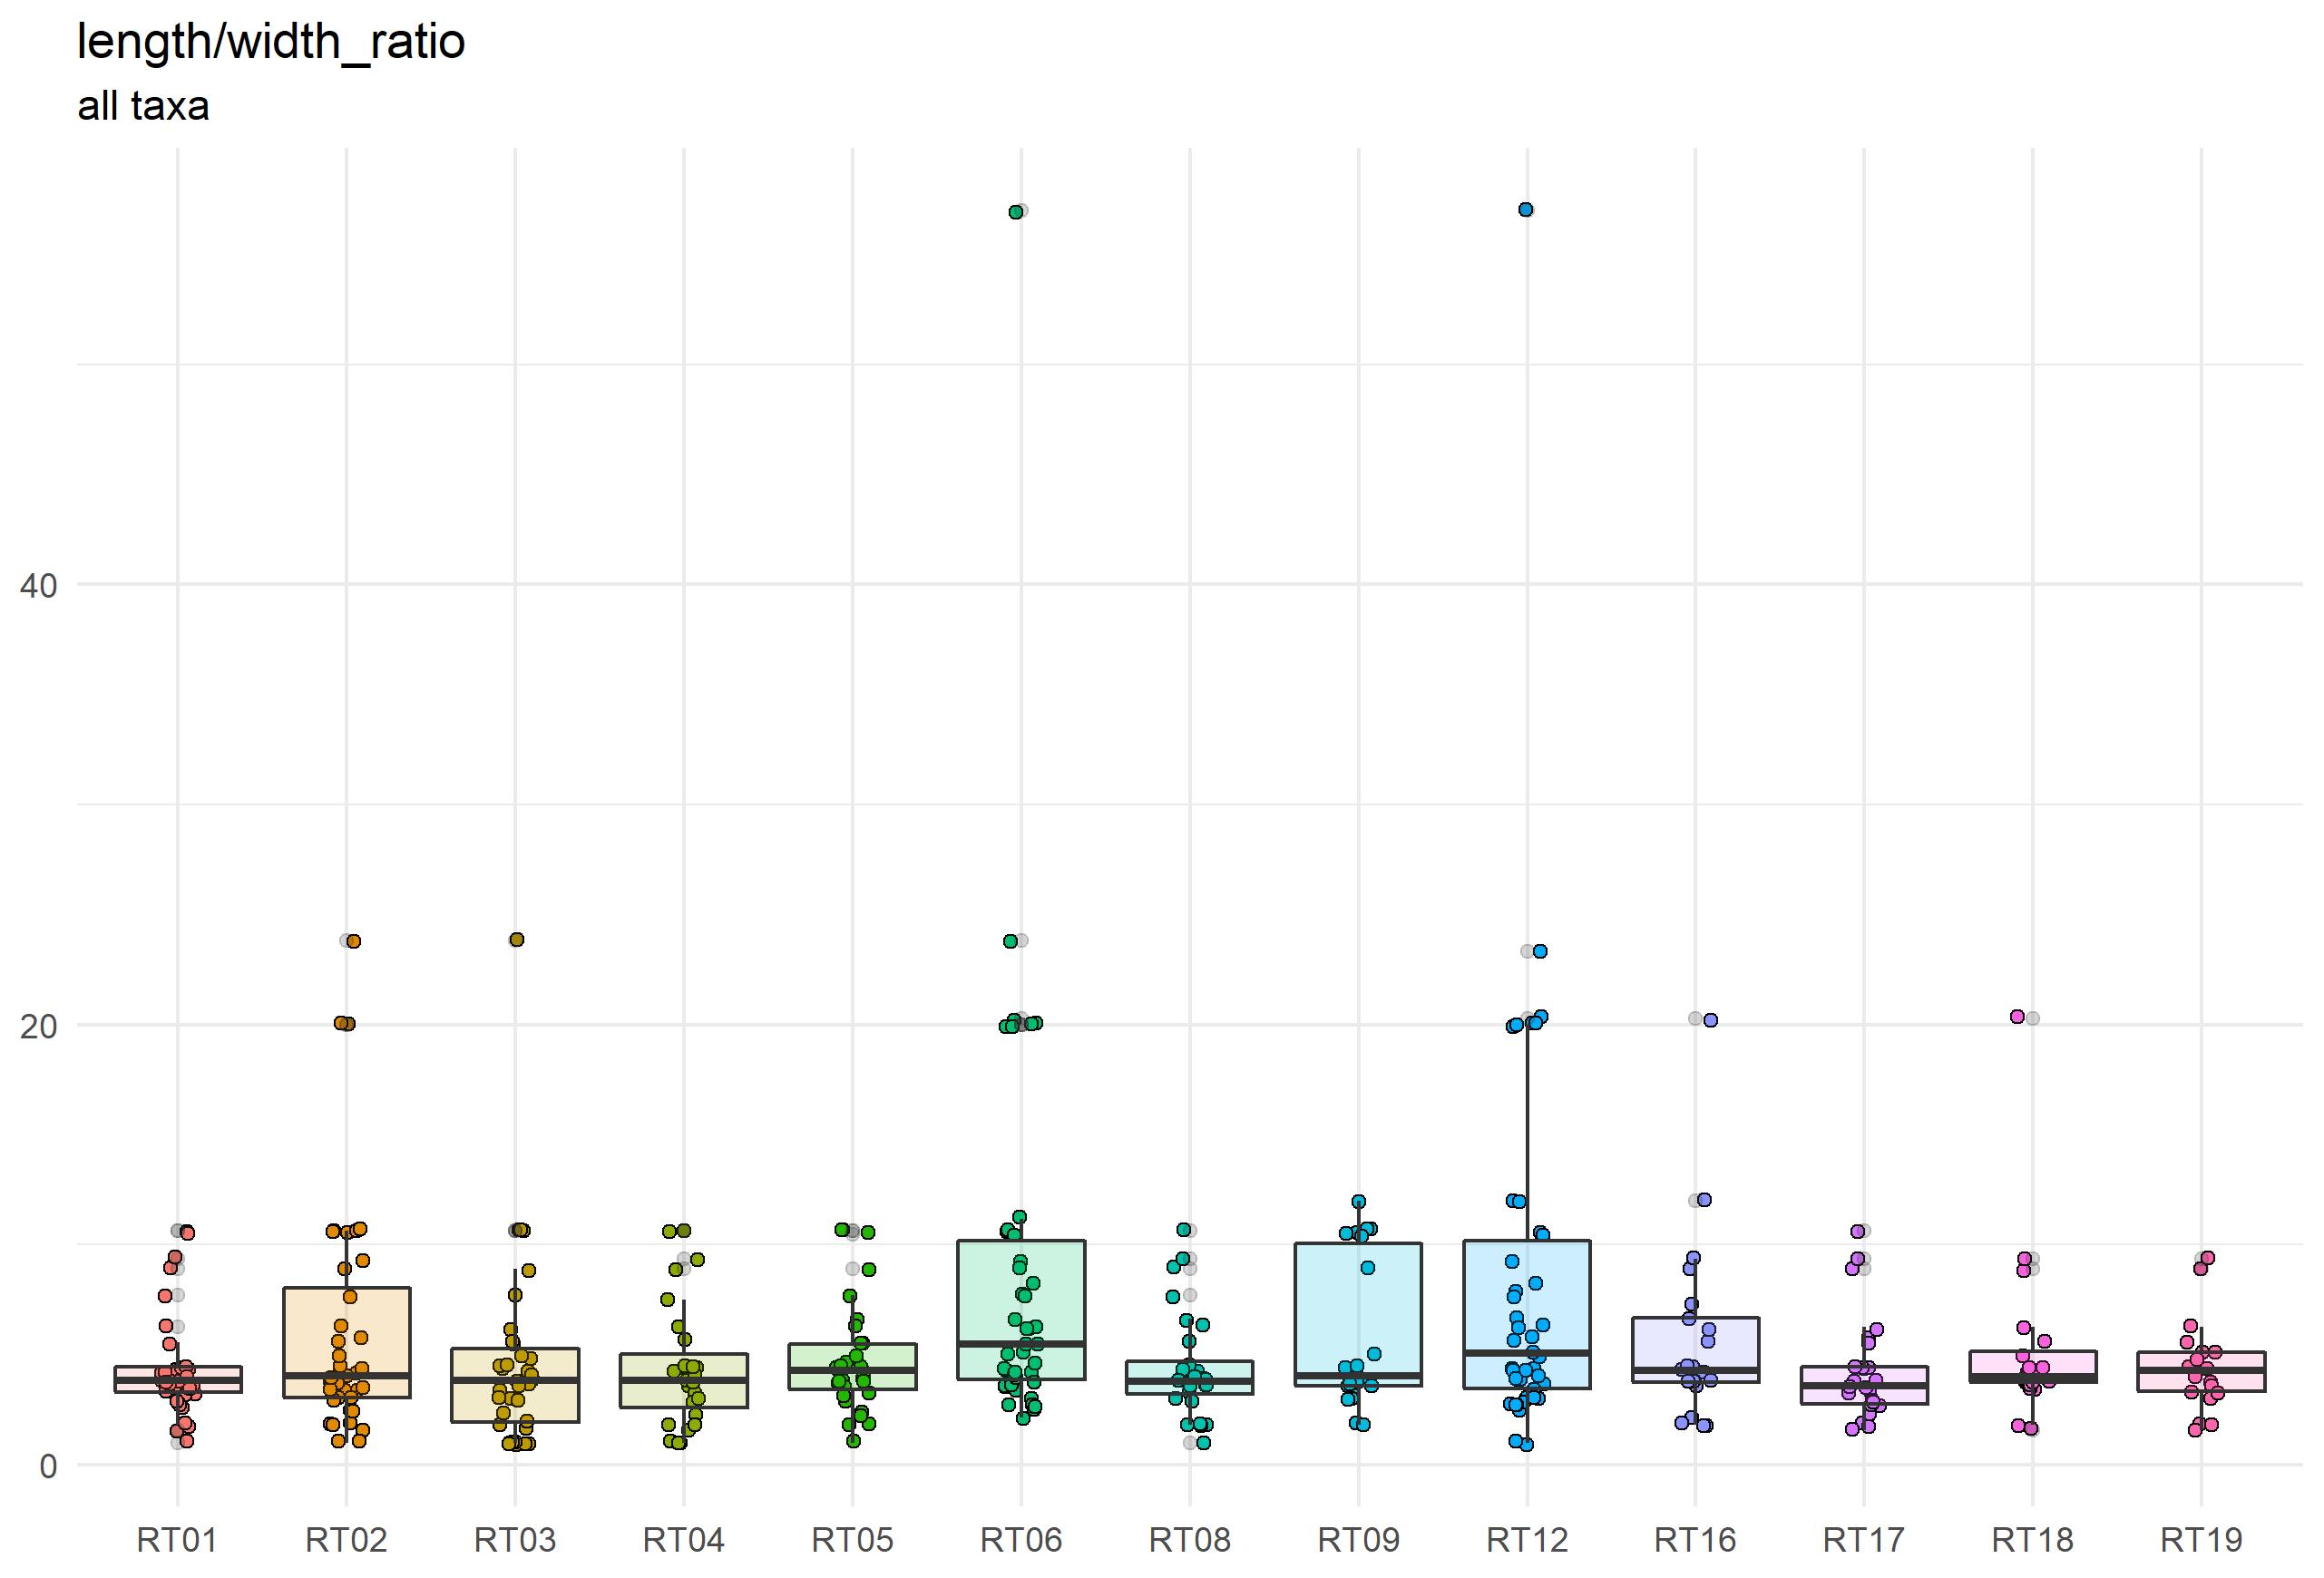 length/width_ratio
all taxa
40
20
0
RT01 RT02 RT03 RT04 RT05 RT06 RT08 RT09 RT12 RT16 RT17 RT18 RT19